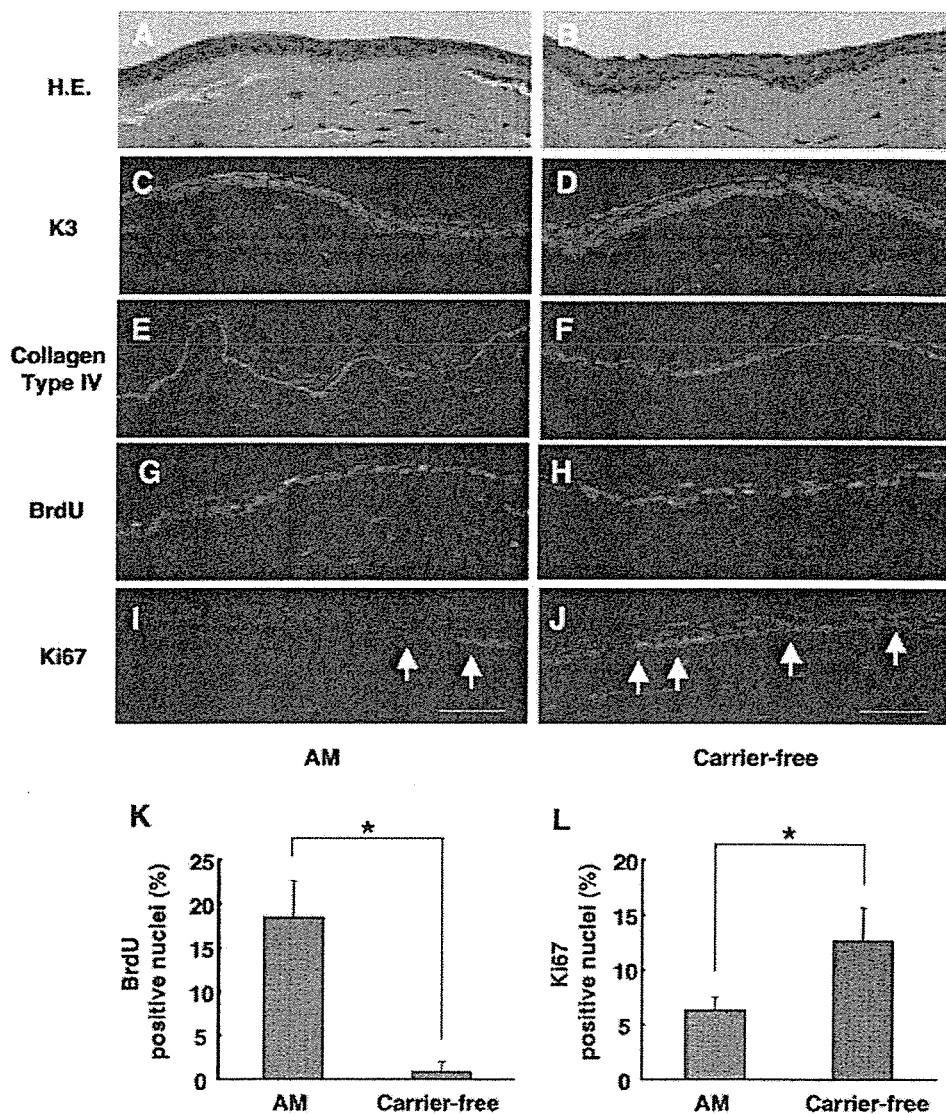 A
B
H.E.
C
D
K3
E
F
Collagen
Type IV
G
H
BrdU
I
J
Ki67
AM
Carrier-free
K
*
BrdU
positive nuclei (%)
25
20
15
10
5
0
AM
Carrier-free
L
*
Ki67
positive nuclei (%)
20
15
10
5
0
AM
Carrier-free